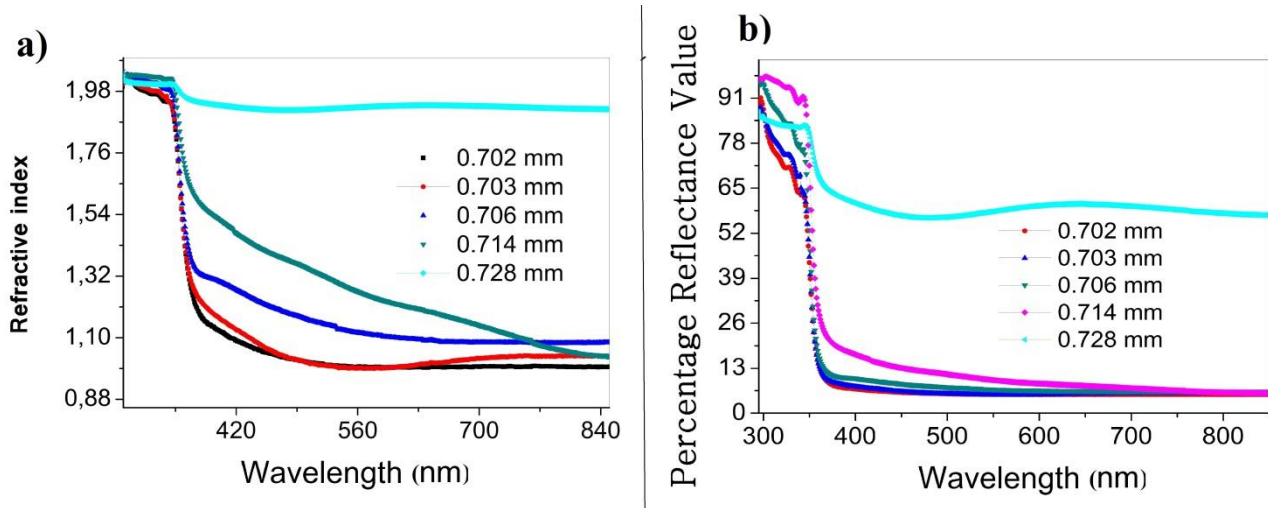 a)
Refractive index
1,98
1,76
1,54
1,32
1,10
0,88
0.702 mm
0.703 mm
0.706 mm
0.714 mm
0.728 mm
420 560 700 840
Wavelength (nm)
b)
Percentage Reflectance Value
91
78
65
52
39
26
13
0
0.702 mm
0.703 mm
0.706 mm
0.714 mm
0.728 mm
300 400 500 600 700 800
Wavelength (nm)